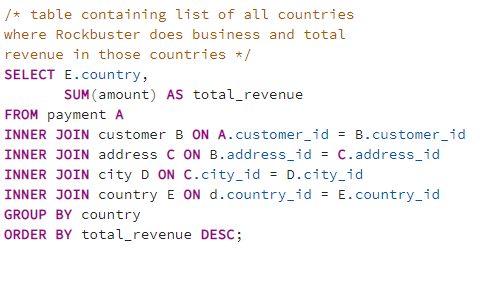 /* table containing list of all countries
where Rockbuster does business and total
revenue in those countries */
SELECT E.country,
SUM(amount) AS total_revenue
FROM payment A
INNER JOIN customer B ON A.customer_id = B.customer_id
INNER JOIN address C ON B.address_id = C.address_id
INNER JOIN city D ON C.city_id = D.city_id
INNER JOIN country E ON d.country_id = E.country_id
GROUP BY country
ORDER BY total_revenue DESC;